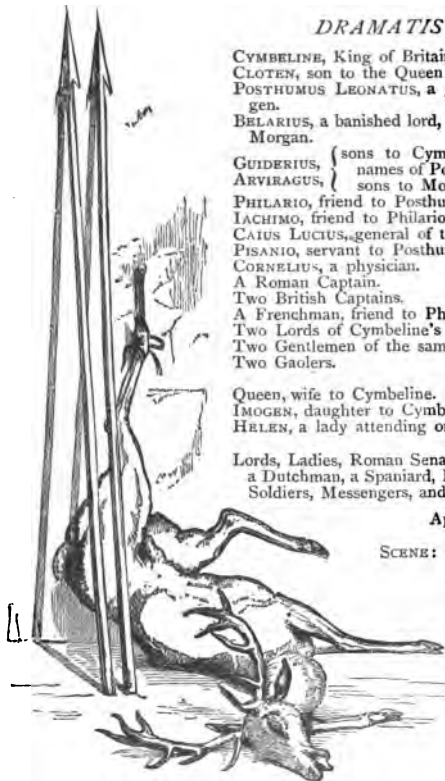 DRAMATIS
CYMBELINE, King of Britain
CLOTEN, son to the Queen
POSTHUMUS LEONATUS, a
gen.
BELARIUS, a banished lord,
Morgan.
GUIDERIUS, { sons to Cymb
names of Po
ARVIRAGUS, { sons to Mo
PHILARIO, friend to Posthu
IACHIMO, friend to Philario
CAIUS LUCIUS, general of t
PISANIO, servant to Posthu
CORNELIUS, a physician.
A Roman Captain.
Two British Captains.
A Frenchman, friend to Ph
Two Lords of Cymbeline's
Two Gentlemen of the sam
Two Gaolers.
Queen, wife to Cymbeline.
IMOGEN, daughter to Cymb
HELEN, a lady attending o
Lords, Ladies, Roman Sena
a Dutchman, a Spaniard,
Soldiers, Messengers, and
Ap
SCENE: